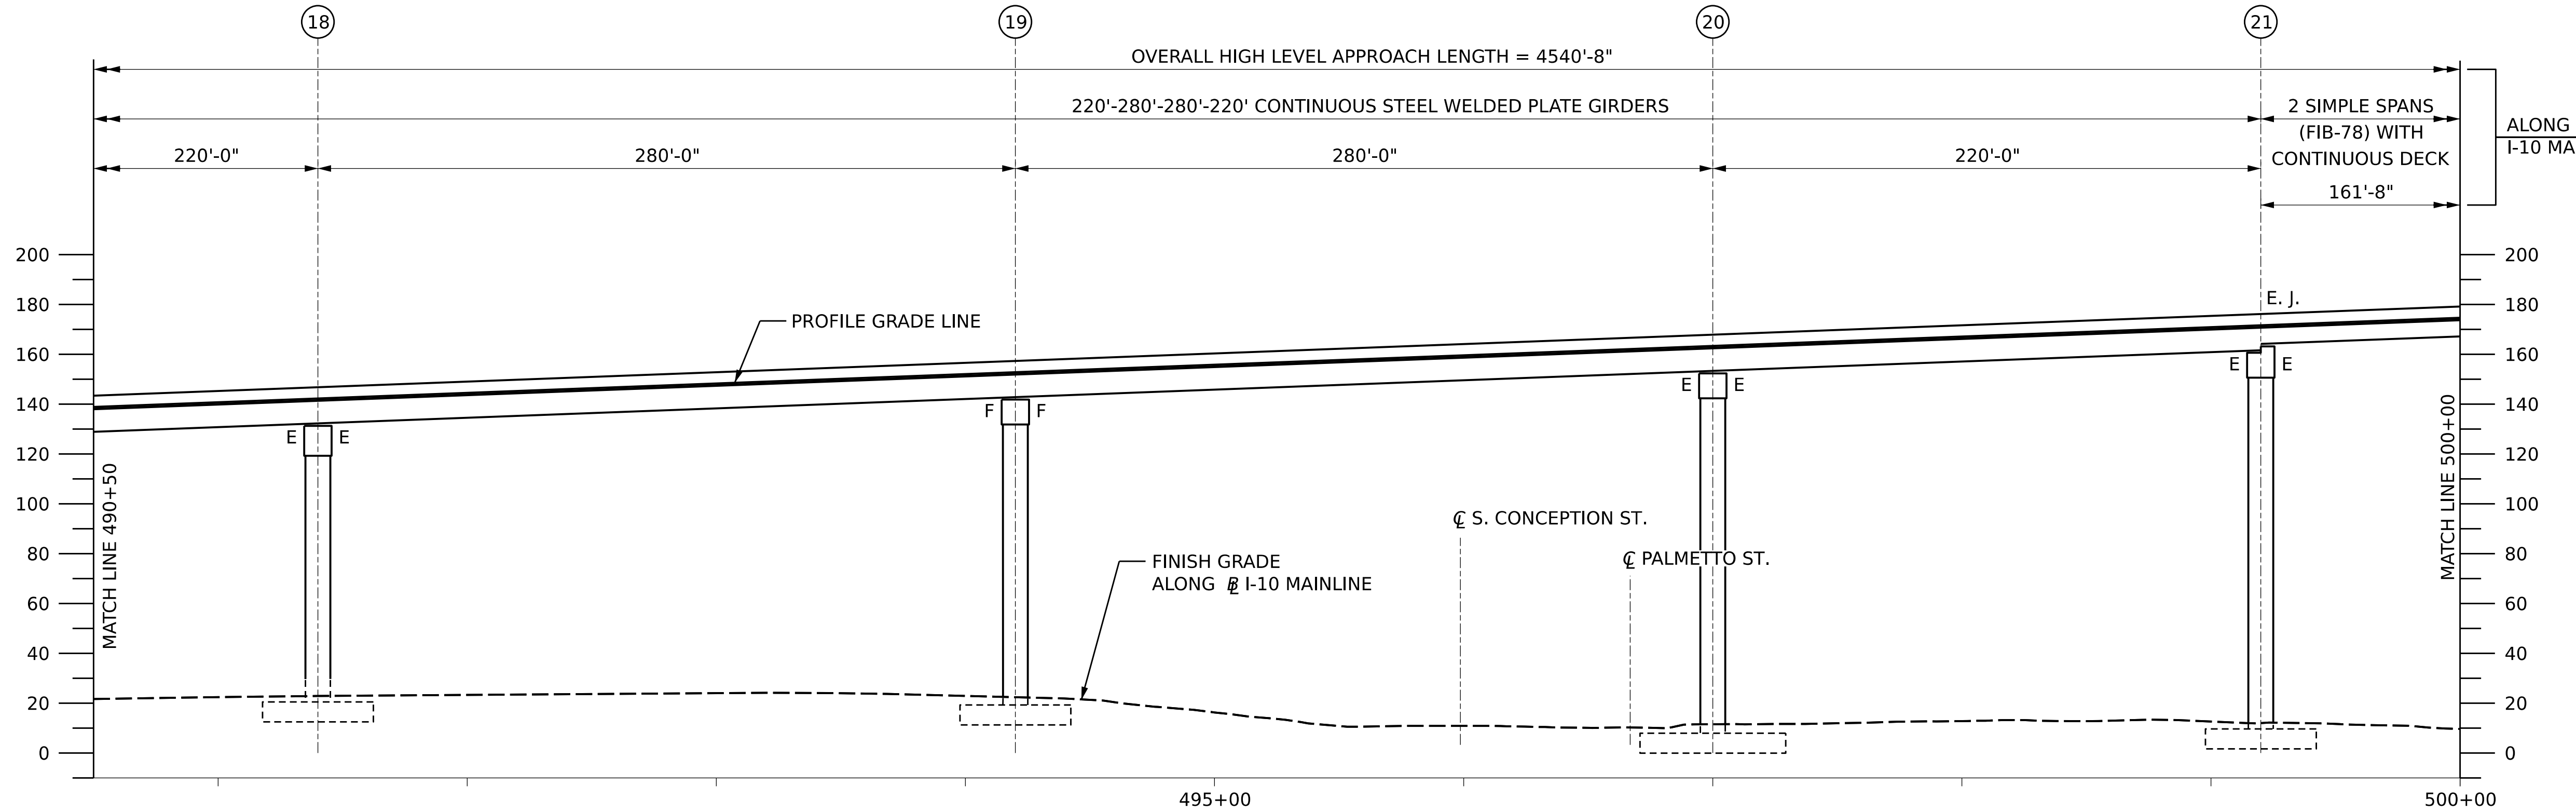 18 19 20 21
OVERALL HIGH LEVEL APPROACH LENGTH = 4540'-8"
220'-280'-280'-220' CONTINUOUS STEEL WELDED PLATE GIRDERS
2 SIMPLE SPANS
(FIB-78) WITH
CONTINUOUS DECK
ALONG
I-10 MA
220'-0" 280'-0" 280'-0" 220'-0"
161'-8"
200 200
180 180
160 160
140 140
120 120
100 100
80 80
60 60
40 40
20 20
0 0
E. J.
PROFILE GRADE LINE
E E
F F
E E
E E
MATCH LINE 490+50
MATCH LINE 500+00
℄ S. CONCEPTION ST.
℄ PALMETTO ST.
FINISH GRADE
ALONG BL I-10 MAINLINE
495+00 500+00